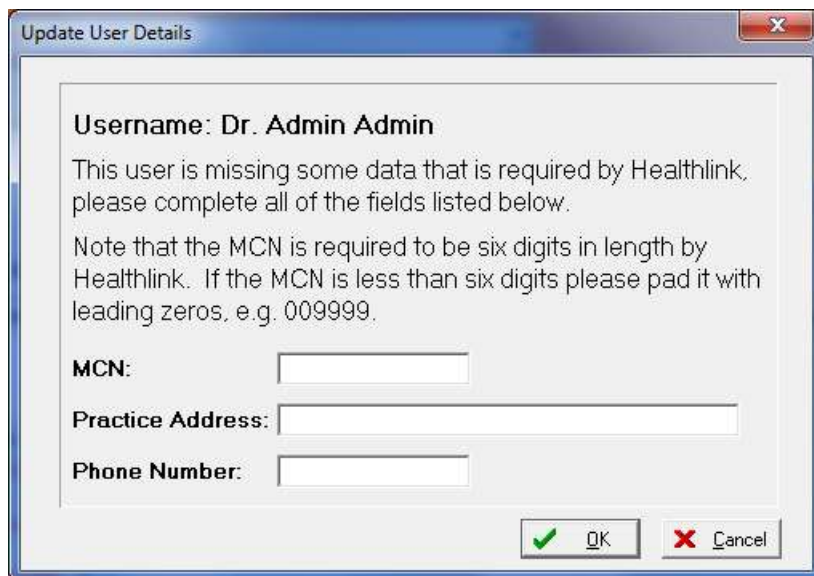 Update User Details
Username: Dr. Admin Admin
This user is missing some data that is required by Healthlink,
please complete all of the fields listed below.
Note that the MCN is required to be six digits in length by
Healthlink. If the MCN is less than six digits please pad it with
leading zeros, e.g. 009999.
MCN:
Practice Address:
Phone Number:
OK Cancel